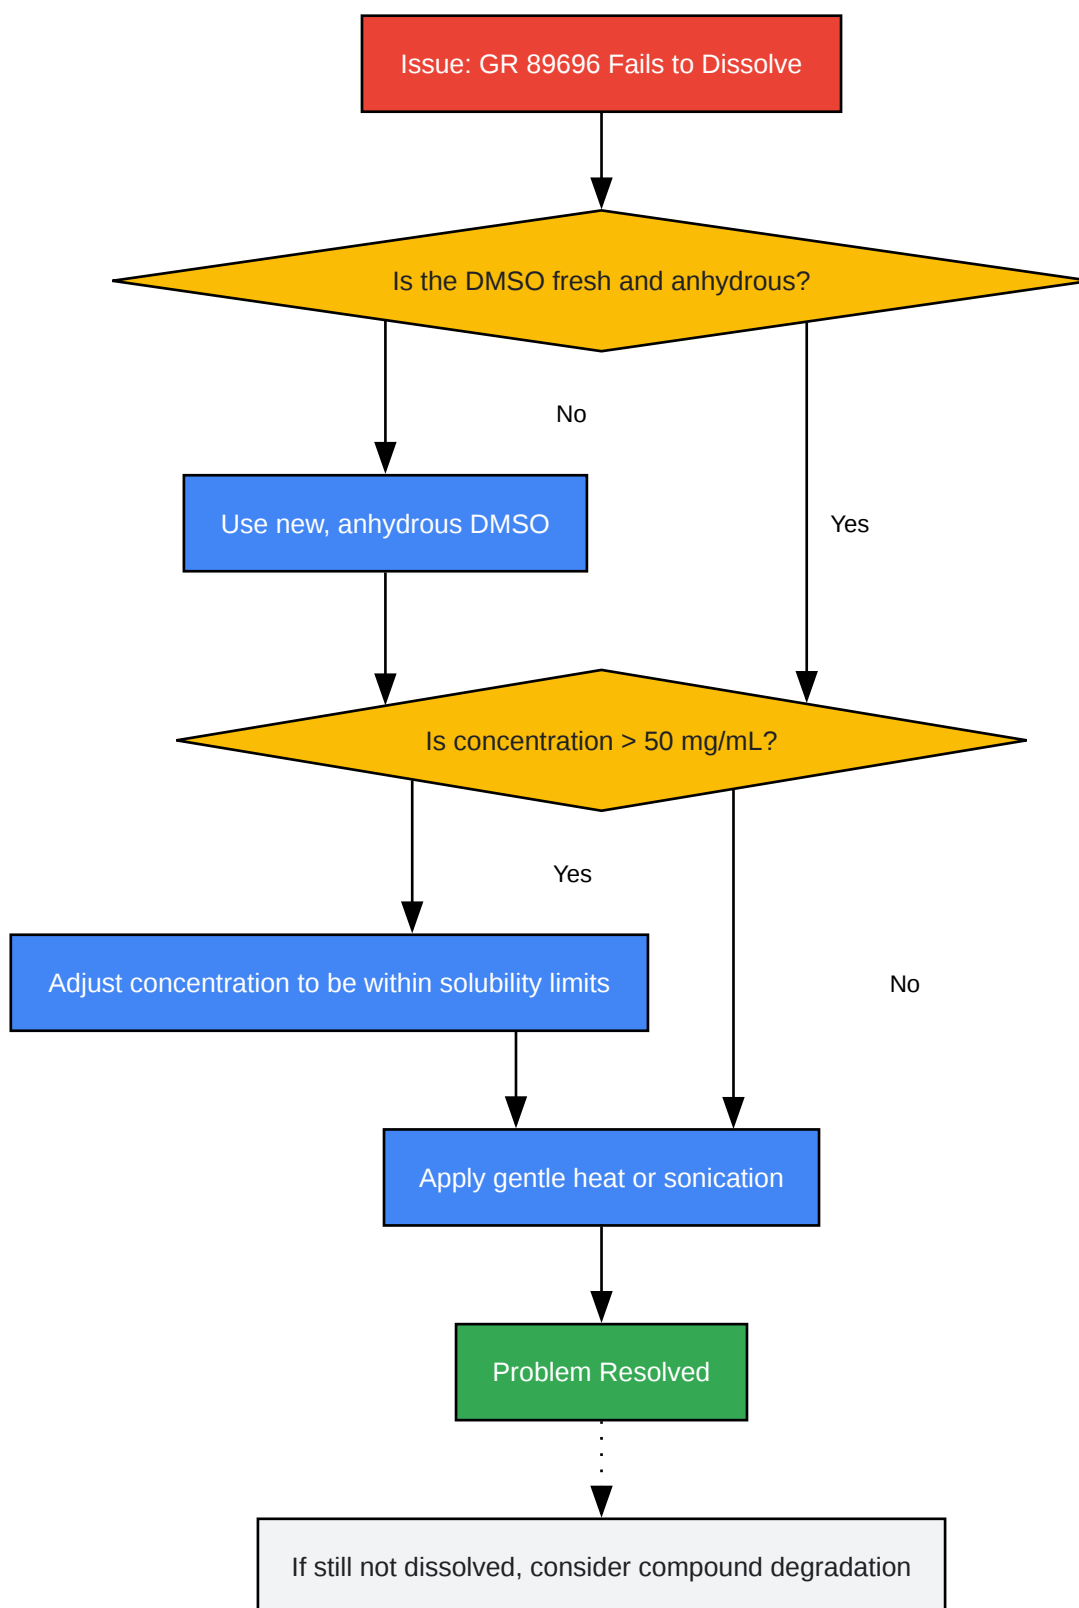 Issue: GR 89696 Fails to Dissolve
Is the DMSO fresh and anhydrous?
No
Use new, anhydrous DMSO
Yes
Is concentration > 50 mg/mL?
Yes
Adjust concentration to be within solubility limits
No
Apply gentle heat or sonication
Problem Resolved
If still not dissolved, consider compound degradation